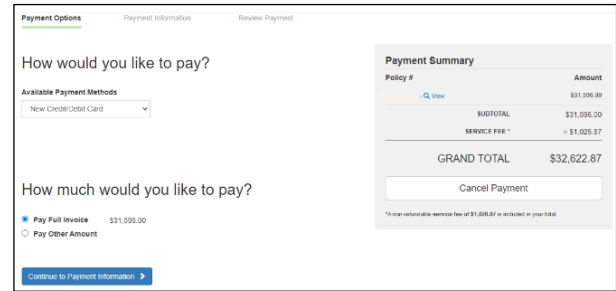 Payment Options Payment Information Review Payment
How would you like to pay?
Available Payment Methods
New Credit/Debit Card
How much would you like to pay?
Pay Full Invoice $31,596.00
Pay Other Amount
Continue to Payment Information
Payment Summary
Policy # Amount
- View $31,596.00
SUBTOTAL $31,596.00
SERVICE FEE * + $1,026.87
GRAND TOTAL $32,622.87
Cancel Payment
*A non-refundable service fee of $1,026.87 is included in your total.